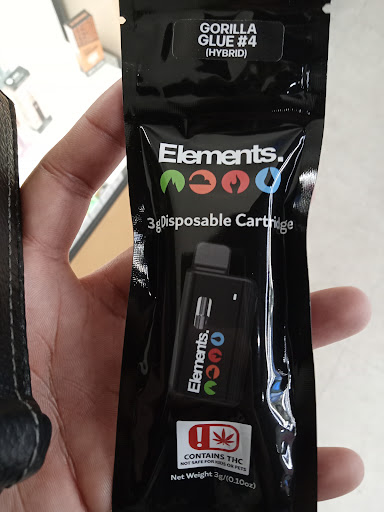 GORILLA
GLUE #4
(HYBRID)
Elements.
3g Disposable Cartridge
Elements.
CONTAINS THC
NOT SAFE FOR KIDS OR PETS
Net Weight 3g/(0.10oz)